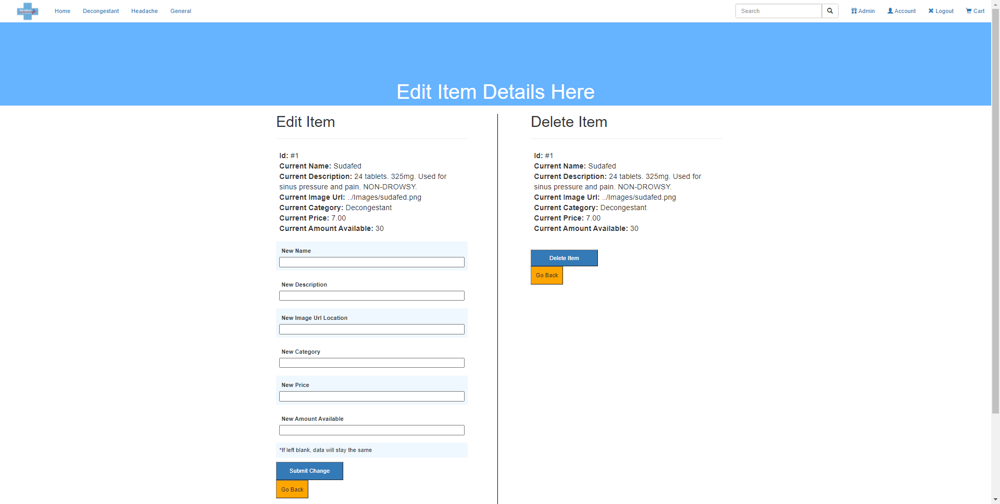 Home Decongestant Headache General Search Admin Account Logout Cart
Edit Item Details Here
Edit Item
Id: #1
Current Name: Sudafed
Current Description: 24 tablets. 325mg. Used for
sinus pressure and pain. NON-DROWSY.
Current Image Url: ../Images/sudafed.png
Current Category: Decongestant
Current Price: 7.00
Current Amount Available: 30
New Name
New Description
New Image Url Location
New Category
New Price
New Amount Available
*If left blank, data will stay the same
Submit Change
Go Back
Delete Item
Id: #1
Current Name: Sudafed
Current Description: 24 tablets. 325mg. Used for
sinus pressure and pain. NON-DROWSY.
Current Image Url: ../Images/sudafed.png
Current Category: Decongestant
Current Price: 7.00
Current Amount Available: 30
Delete Item
Go Back